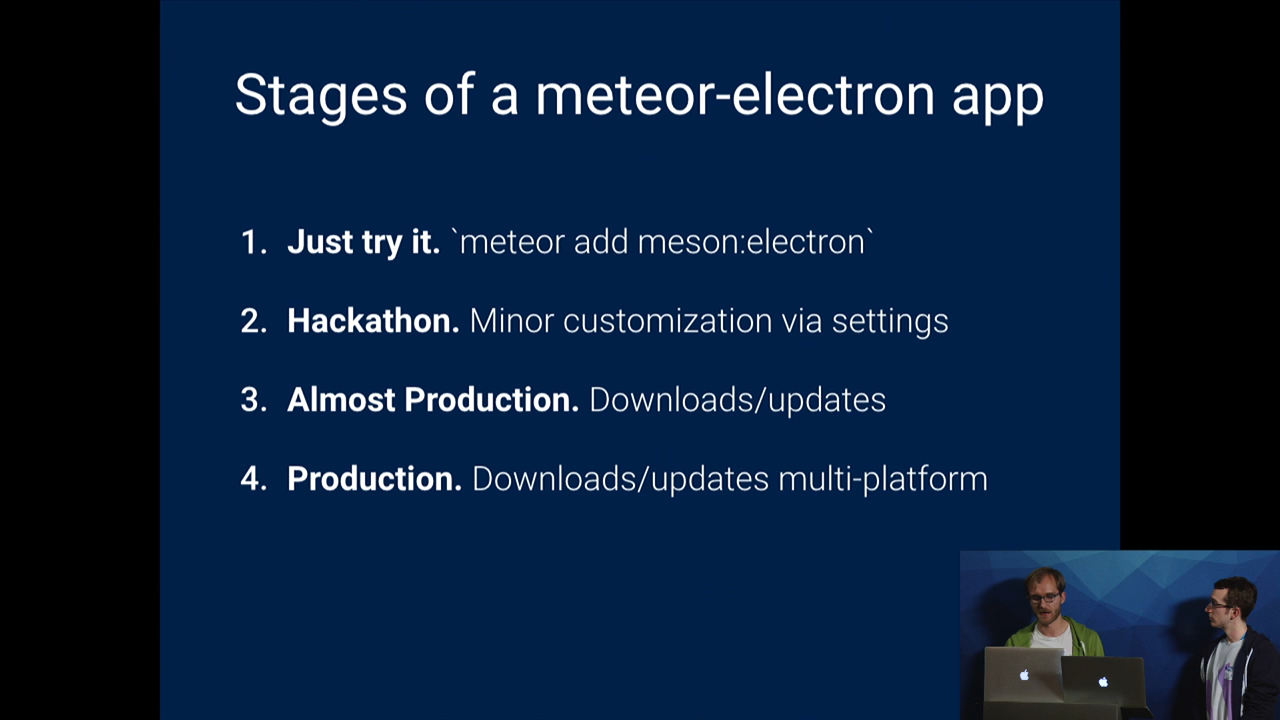 Stages of a meteor-electron app
1. Just try it. `meteor add meson:electron`
2. Hackathon. Minor customization via settings
3. Almost Production. Downloads/updates
4. Production. Downloads/updates multi-platform